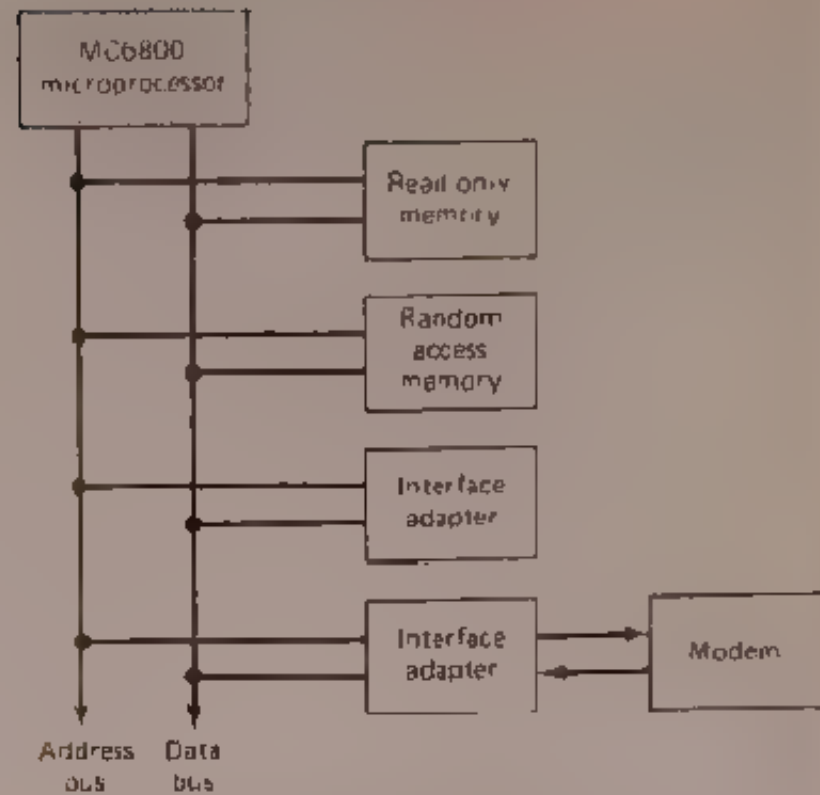 MC6800
microprocessor
Read only
memory
Random
access
memory
Interface
adapter
Interface
adapter
Modem
Address
bus
Data
bus